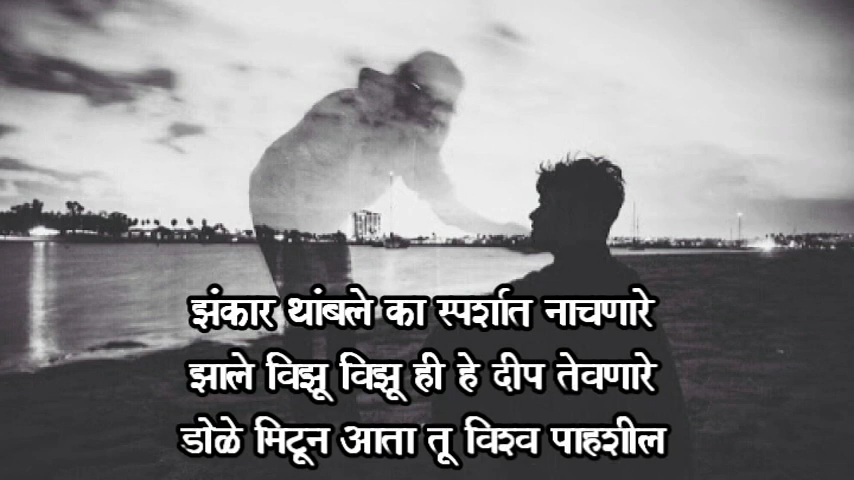 झंकार थांबले का स्पर्शात नाचणारे
झाले विझू विझू ही हे दीप तेवणारे
डोळे मिटून आता तू विश्व पाहशील